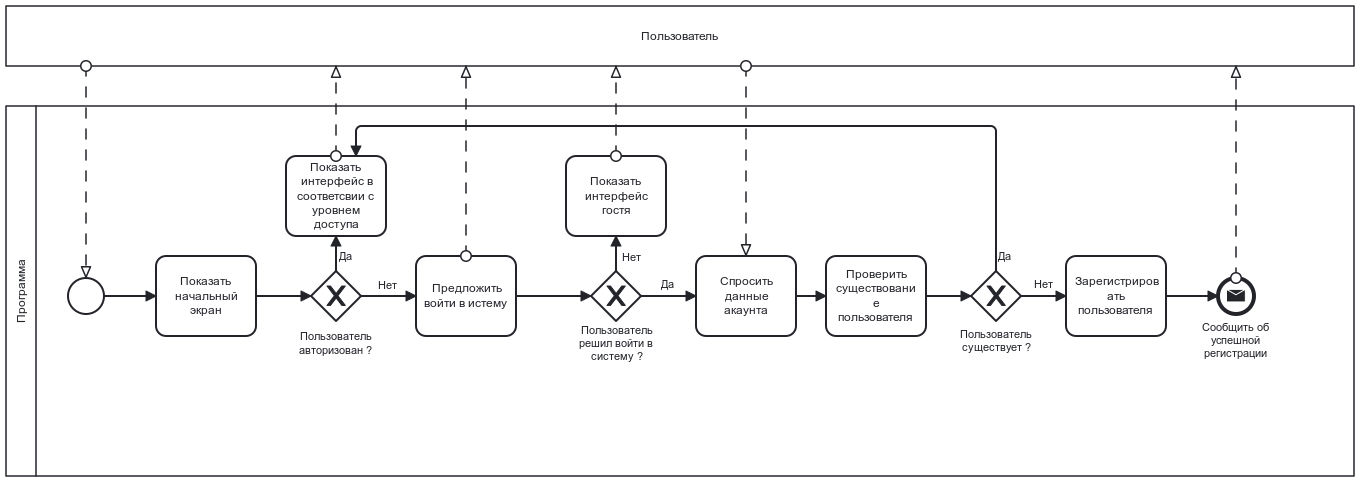 Пользователь
Программа
Показать
интерфейс в
соответсвии с
уровнем
доступа
Показать
интерфейс
гостя
Да
Нет
Да
Показать
начальный
экран
Нет
Предложить
войти в истему
Да
Спросить
данные
акаунта
Проверить
существовани
е
пользователя
Нет
Зарегистриров
ать
пользователя
Пользователь
авторизован ?
Пользователь
решил войти в
систему ?
Пользователь
существует ?
Сообщить об
успешной
регистрации